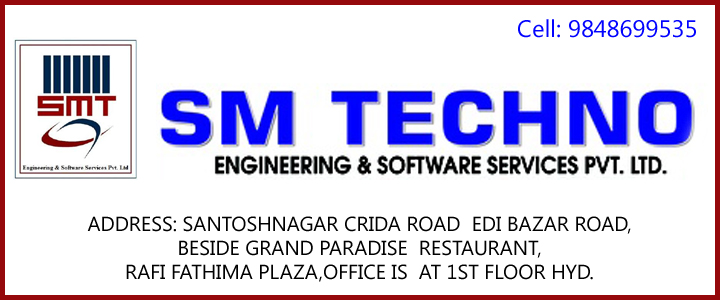 Cell: 9848699535
SMT
Engineering & Software Services Pvt. Ltd
SM TECHNO
ENGINEERING & SOFTWARE SERVICES PVT. LTD.
ADDRESS: SANTOSHNAGAR CRIDA ROAD  EDI BAZAR ROAD,
BESIDE GRAND PARADISE  RESTAURANT,
RAFI FATHIMA PLAZA,OFFICE IS  AT 1ST FLOOR HYD.